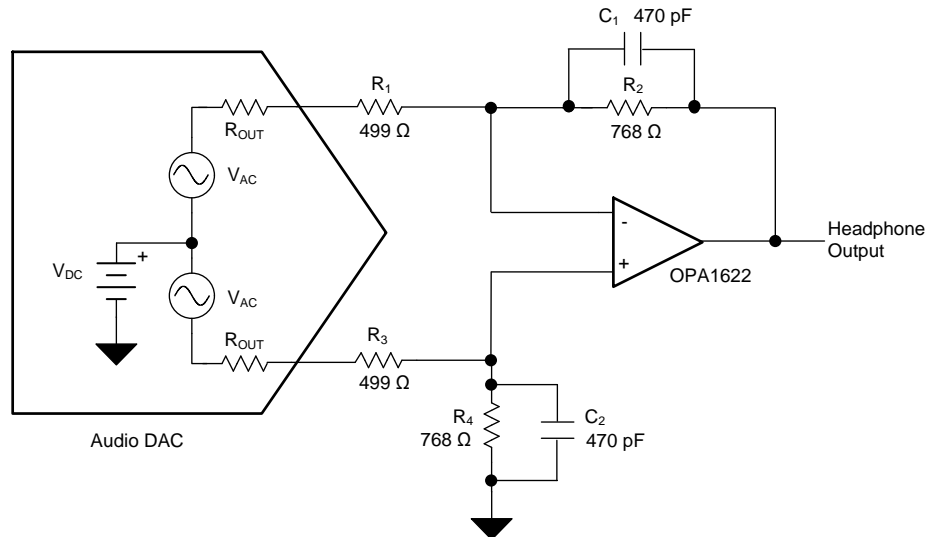 C1 470 pF
R1
R2
ROUT
499 Ω
768 Ω
VAC
-
Headphone
Output
+
VDC
+
OPA1622
VAC
ROUT
R3
499 Ω
R4
768 Ω
C2
470 pF
Audio DAC